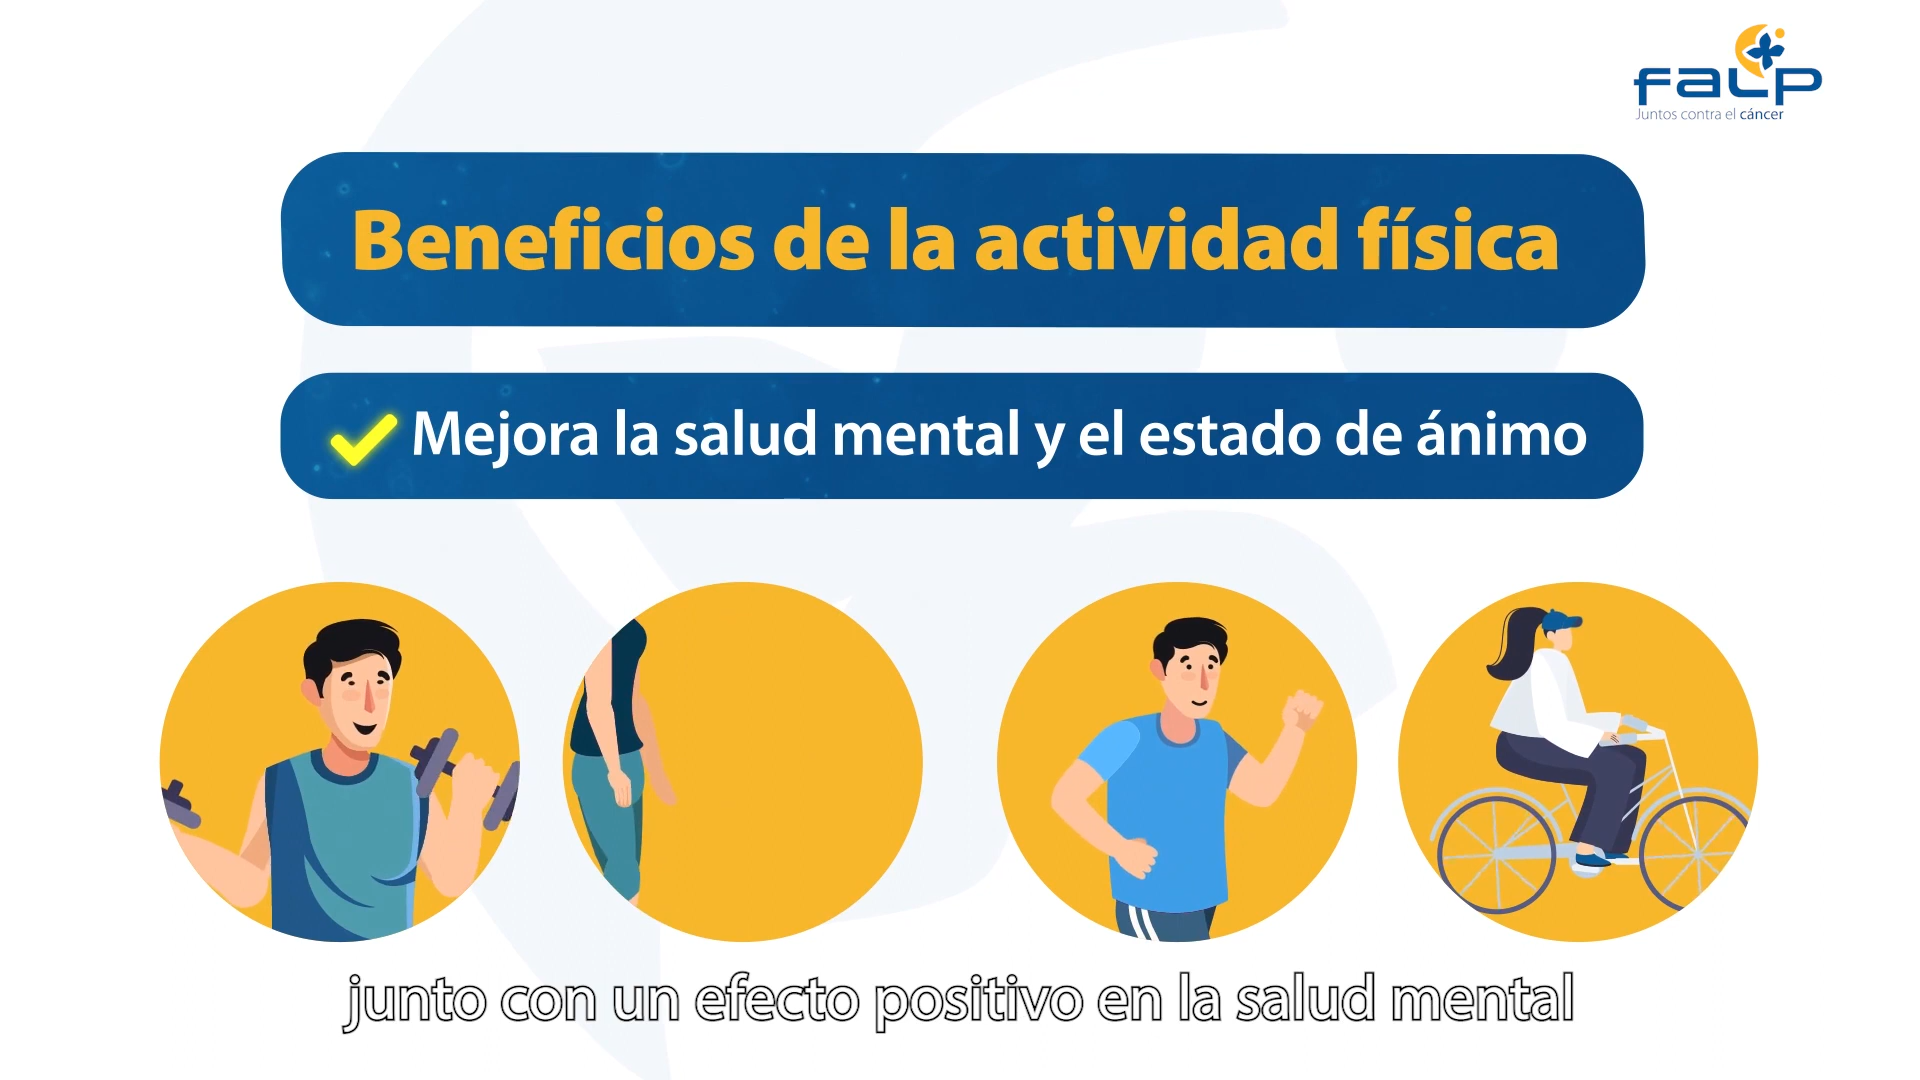 falp
Juntos contra el cáncer
Beneficios de la actividad física
Mejora la salud mental y el estado de ánimo
junto con un efecto positivo en la salud mental